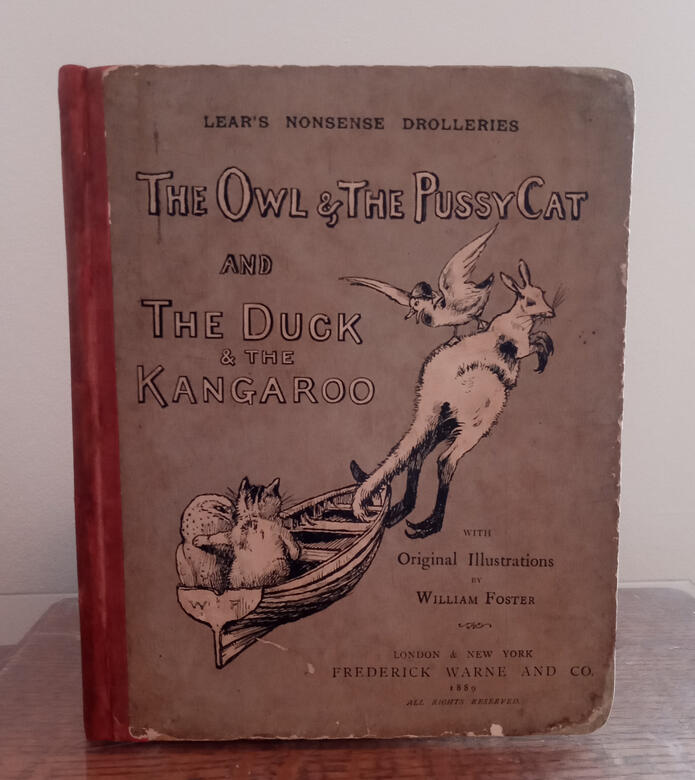 LEAR'S NONSENSE DROLLERIES
THE OWL & THE PUSSY CAT
AND
THE DUCK
& THE
KANGAROO
W F
WITH
Original Illustrations
BY
WILLIAM FOSTER
LONDON & NEW YORK
FREDERICK WARNE AND CO.
1889
ALL RIGHTS RESERVED.